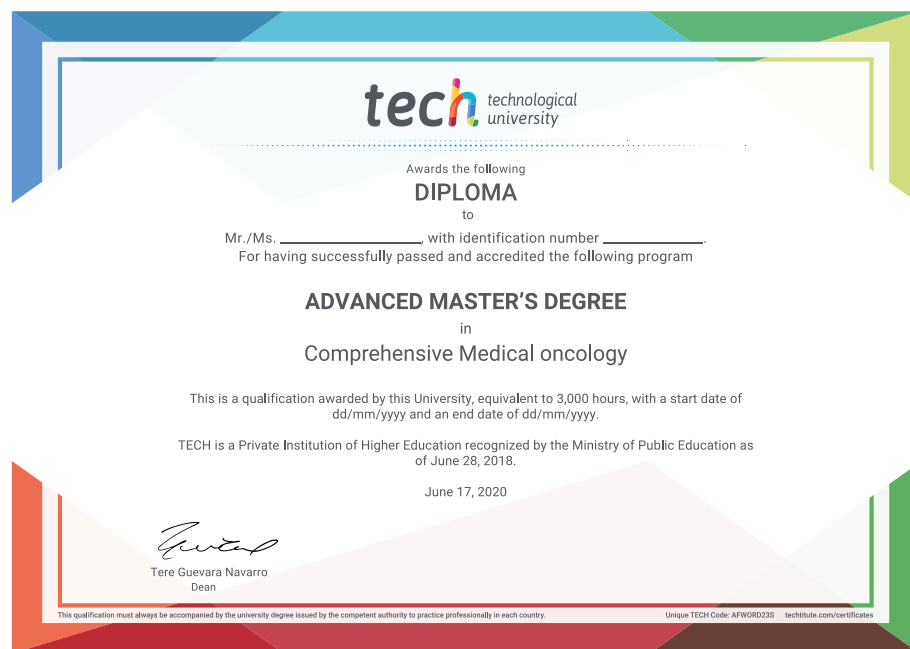 tech technological
university
Awards the following
DIPLOMA
to
Mr./Ms. ____________, with identification number ____________.
For having successfully passed and accredited the following program
ADVANCED MASTER'S DEGREE
in
Comprehensive Medical oncology
This is a qualification awarded by this University, equivalent to 3,000 hours, with a start date of
dd/mm/yyyy and an end date of dd/mm/yyyy.
TECH is a Private Institution of Higher Education recognized by the Ministry of Public Education as
of June 28, 2018.
June 17, 2020
Tere Guevara Navarro
Dean
This qualification must always be accompanied by the university degree issued by the competent authority to practice professionally in each country. Unique TECH Code: AFWORD23S techtitute.com/certificates